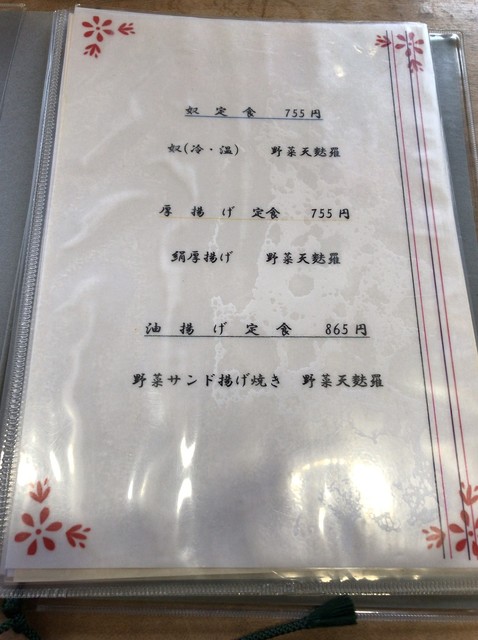 奴定食 755円
奴(冷・温) 野菜天麩羅
厚揚げ定食 755円
絹厚揚げ 野菜天麩羅
油揚げ定食 865円
野菜サンド揚げ焼き 野菜天麩羅